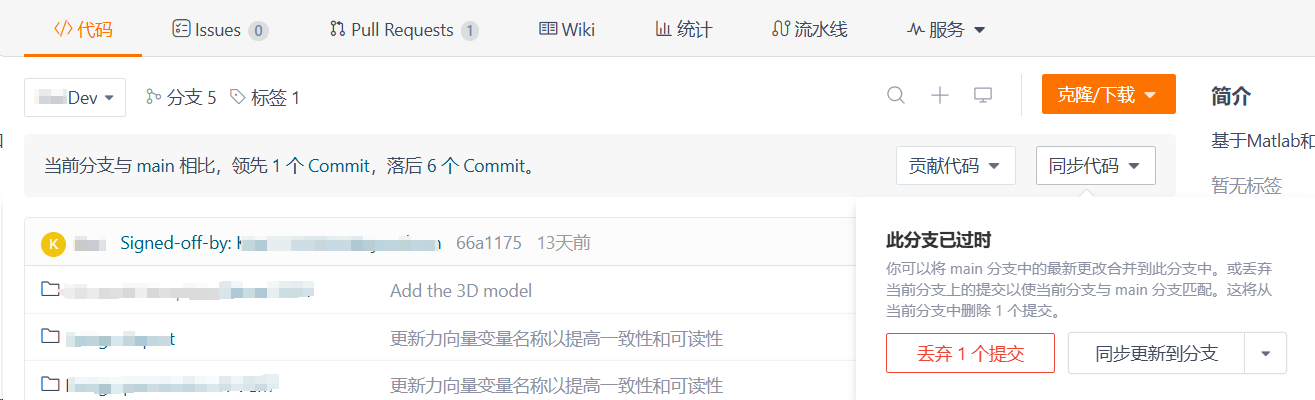 代码
Issues 0
Pull Requests 1
Wiki
统计
流水线
服务
Dev
分支 5
标签 1
克隆/下载
简介
当前分支与 main 相比，领先 1 个 Commit，落后 6 个 Commit。
贡献代码
同步代码
基于Matlab和
暂无标签
K
Signed-off-by:
66a1175
13天前
此分支已过时
你可以将 main 分支中的最新更改合并到此分支中。或丢弃
当前分支上的提交以使当前分支与 main 分支匹配。这将从
当前分支中删除 1 个提交。
Add the 3D model
更新力向量变量名称以提高一致性和可读性
丢弃 1 个提交
同步更新到分支
更新力向量变量名称以提高一致性和可读性